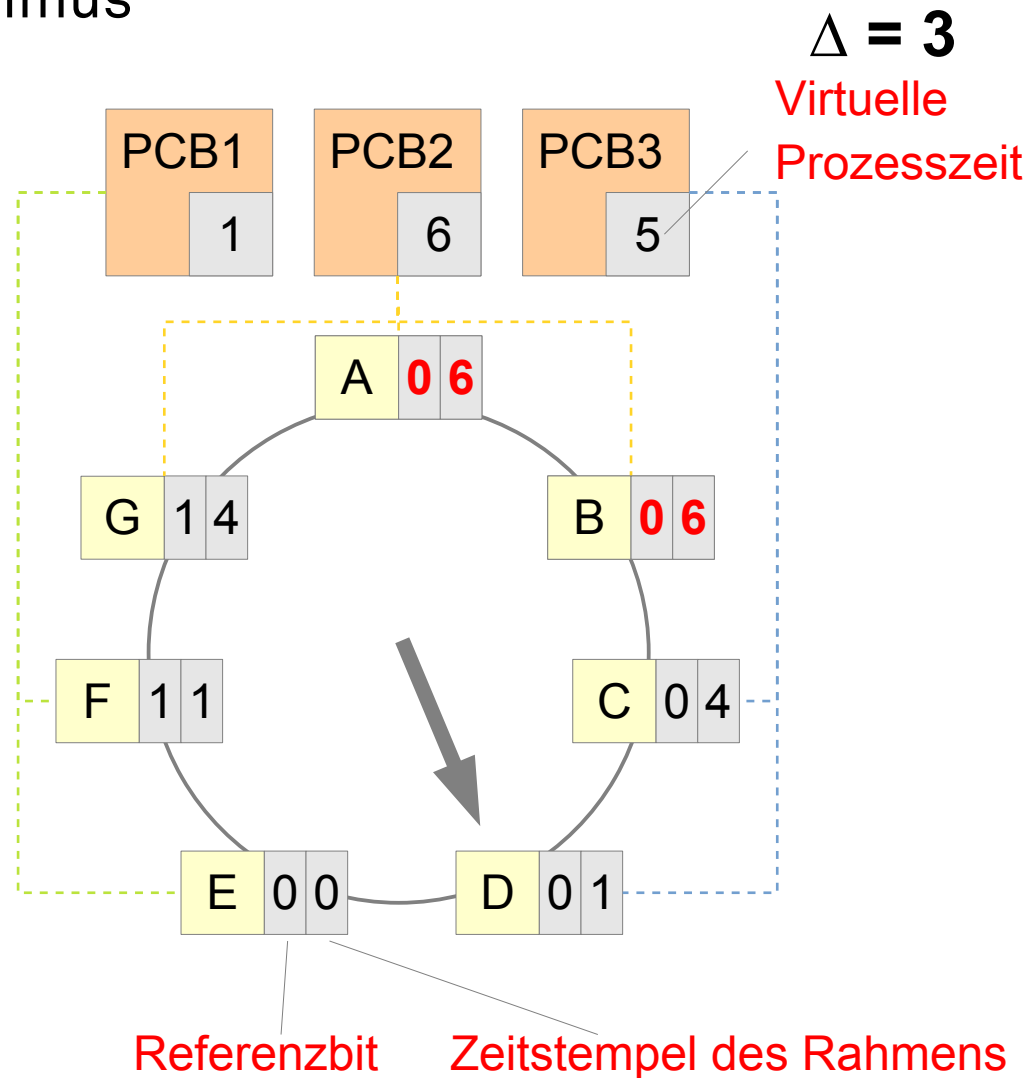 Δ = 3
Virtuelle
Prozesszeit
PCB1 PCB2 PCB3
1 6 5
A 0 6
G 1 4
B 0 6
F 1 1
C 0 4
E 0 0
D 0 1
Referenzbit
Zeitstempel des Rahmens